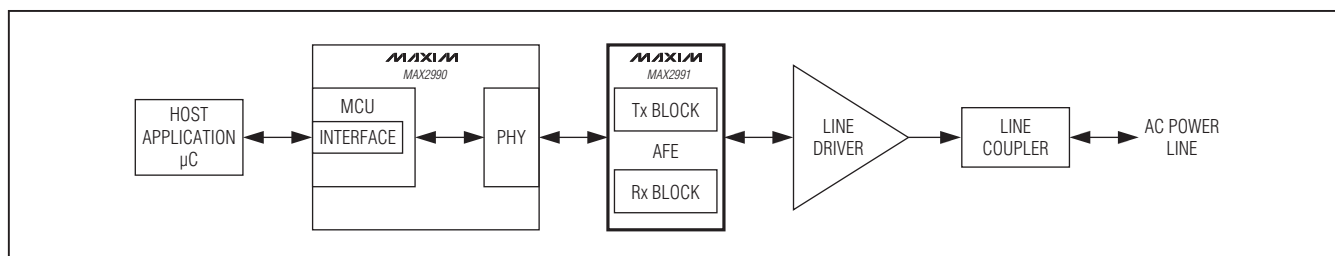 HOST
APPLICATION
µC
MAXIM
MAX2990
MCU
INTERFACE
PHY
MAXIM
MAX2991
Tx BLOCK
AFE
Rx BLOCK
LINE
DRIVER
LINE
COUPLER
AC POWER
LINE